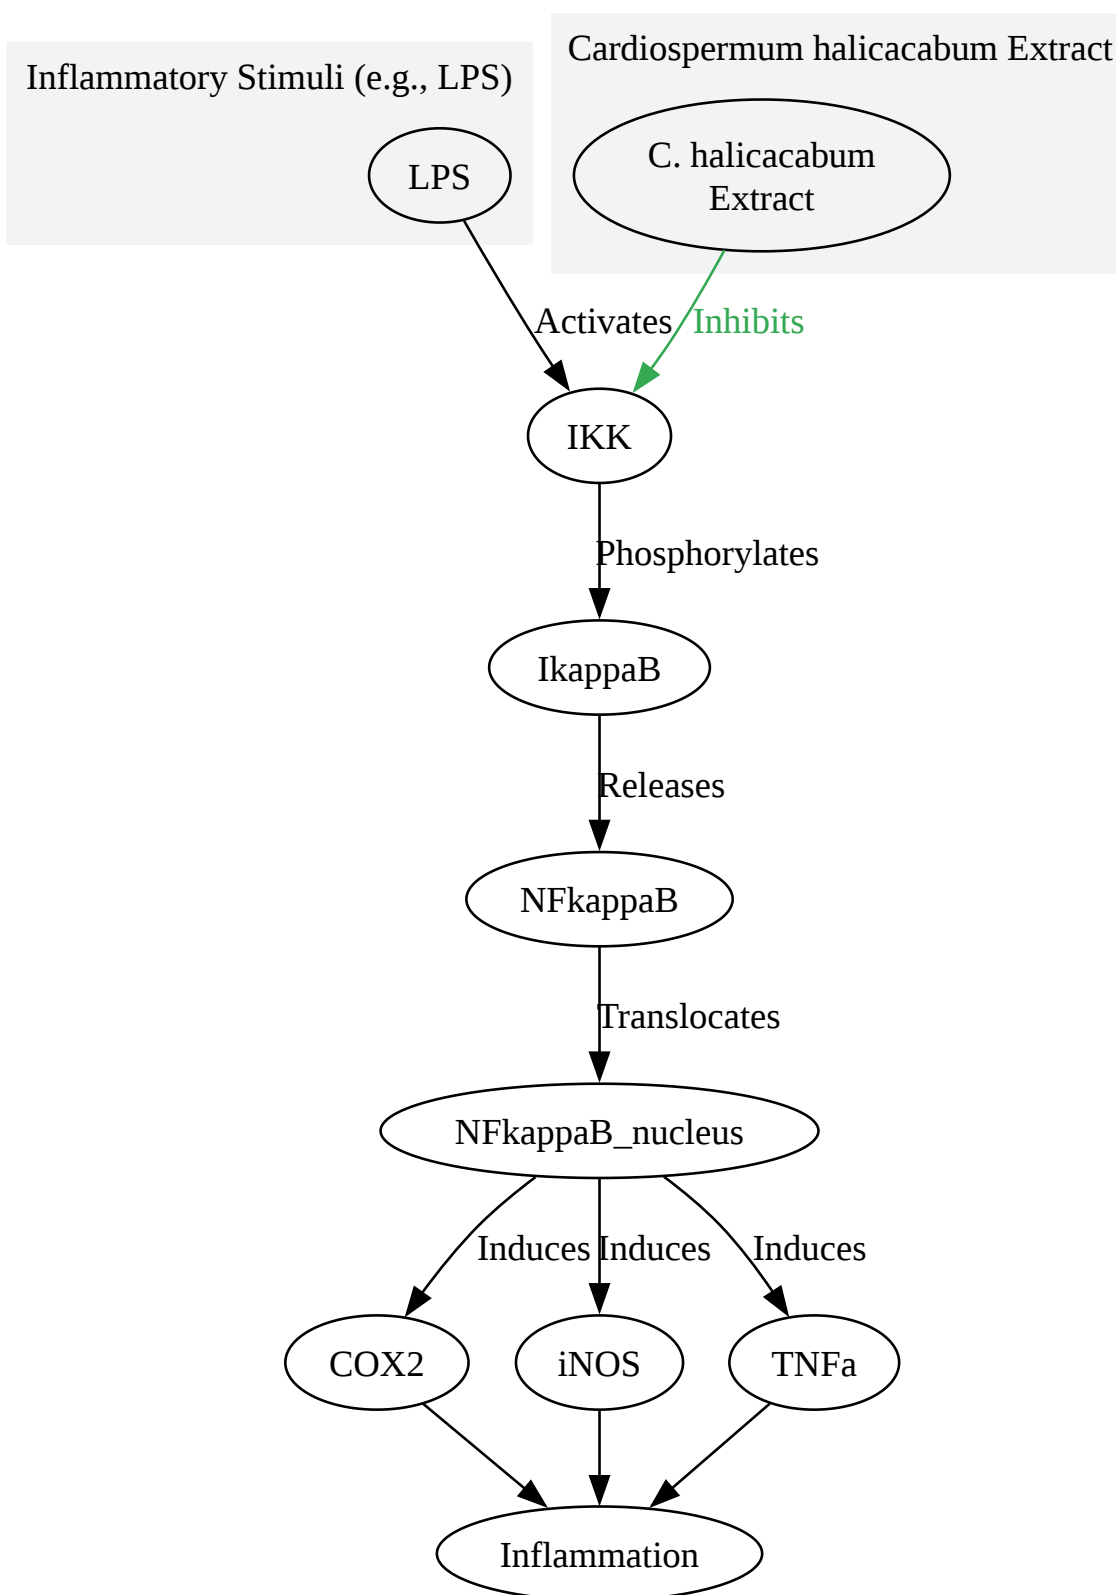 Cardiospermum halicacabum Extract
Inflammatory Stimuli (e.g., LPS)
C. halicacabum
Extract
LPS
Activates
Inhibits
IKK
Phosphorylates
IkappaB
Releases
NFkappaB
Translocates
NFkappaB_nucleus
Induces
Induces
Induces
COX2
iNOS
TNFa
Inflammation